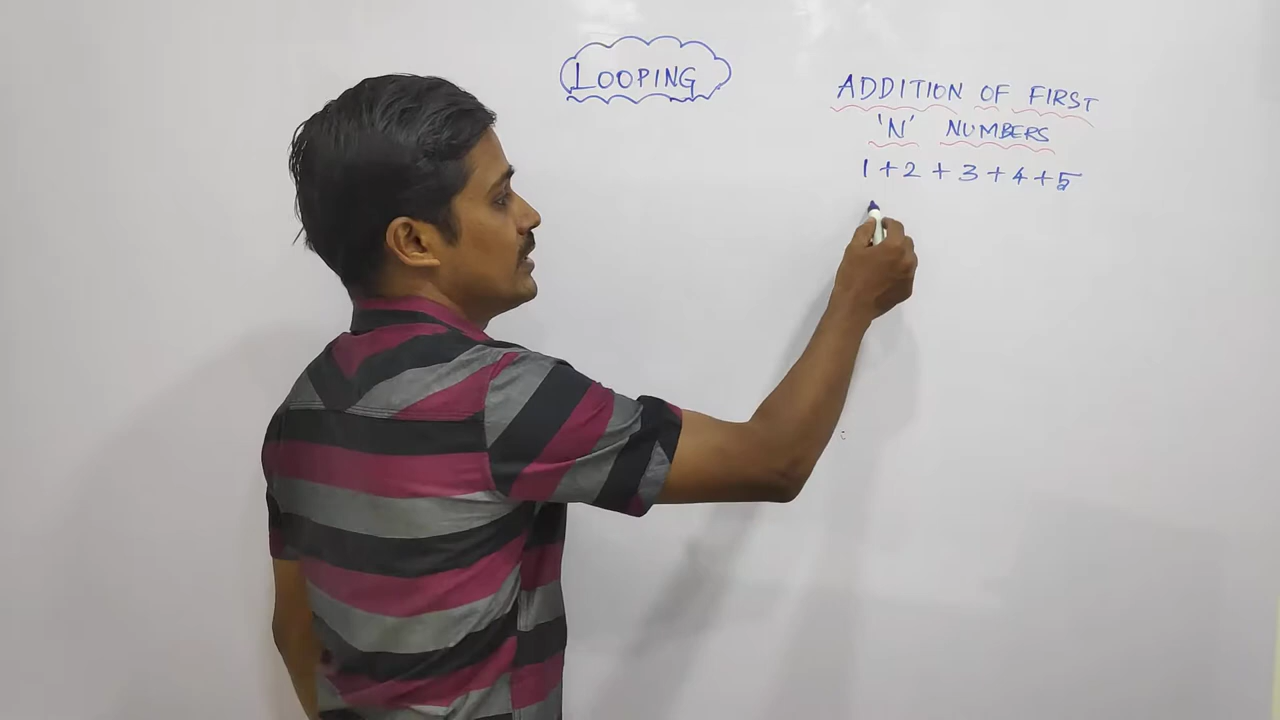 LOOPING
ADDITION OF FIRST
'N' NUMBERS
1 + 2 + 3 + 4 + 5